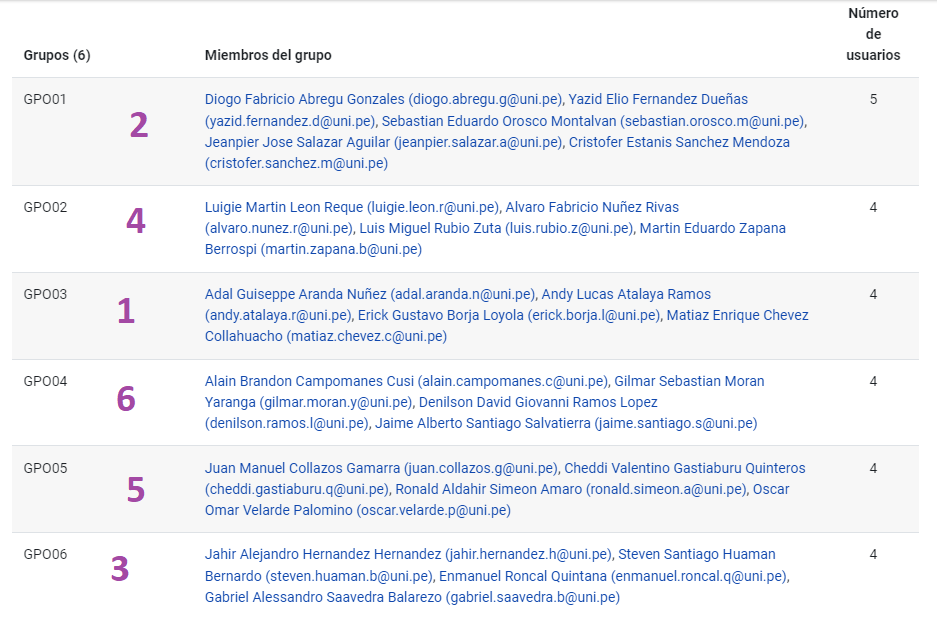 Número
de
usuarios
Grupos (6) Miembros del grupo
GPO01 2 Diogo Fabricio Abregu Gonzales (diogo.abregu.g@uni.pe), Yazid Elio Fernandez Dueñas 5
(yazid.fernandez.d@uni.pe), Sebastian Eduardo Orosco Montalvan (sebastian.orosco.m@uni.pe),
Jeanpier Jose Salazar Aguilar (jeanpier.salazar.a@uni.pe), Cristofer Estanis Sanchez Mendoza
(cristofer.sanchez.m@uni.pe)
GPO02 4 Luigie Martin Leon Reque (luigie.leon.r@uni.pe), Alvaro Fabricio Nuñez Rivas 4
(alvaro.nunez.r@uni.pe), Luis Miguel Rubio Zuta (luis.rubio.z@uni.pe), Martin Eduardo Zapana
Berrospi (martin.zapana.b@uni.pe)
GPO03 1 Adal Guiseppe Aranda Nuñez (adal.aranda.n@uni.pe), Andy Lucas Atalaya Ramos 4
(andy.atalaya.r@uni.pe), Erick Gustavo Borja Loyola (erick.borja.l@uni.pe), Matiaz Enrique Chevez
Collahuacho (matiaz.chevez.c@uni.pe)
GPO04 6 Alain Brandon Campomanes Cusi (alain.campomanes.c@uni.pe), Gilmar Sebastian Moran 4
Yaranga (gilmar.moran.y@uni.pe), Denilson David Giovanni Ramos Lopez
(denilson.ramos.l@uni.pe), Jaime Alberto Santiago Salvatierra (jaime.santiago.s@uni.pe)
GPO05 5 Juan Manuel Collazos Gamarra (juan.collazos.g@uni.pe), Cheddi Valentino Gastiaburu Quinteros 4
(cheddi.gastiaburu.q@uni.pe), Ronald Aldahir Simeon Amaro (ronald.simeon.a@uni.pe), Oscar
Omar Velarde Palomino (oscar.velarde.p@uni.pe)
GPO06 3 Jahir Alejandro Hernandez Hernandez (jahir.hernandez.h@uni.pe), Steven Santiago Huaman 4
Bernardo (steven.huaman.b@uni.pe), Enmanuel Roncal Quintana (enmanuel.roncal.q@uni.pe),
Gabriel Alessandro Saavedra Balarezo (gabriel.saavedra.b@uni.pe)